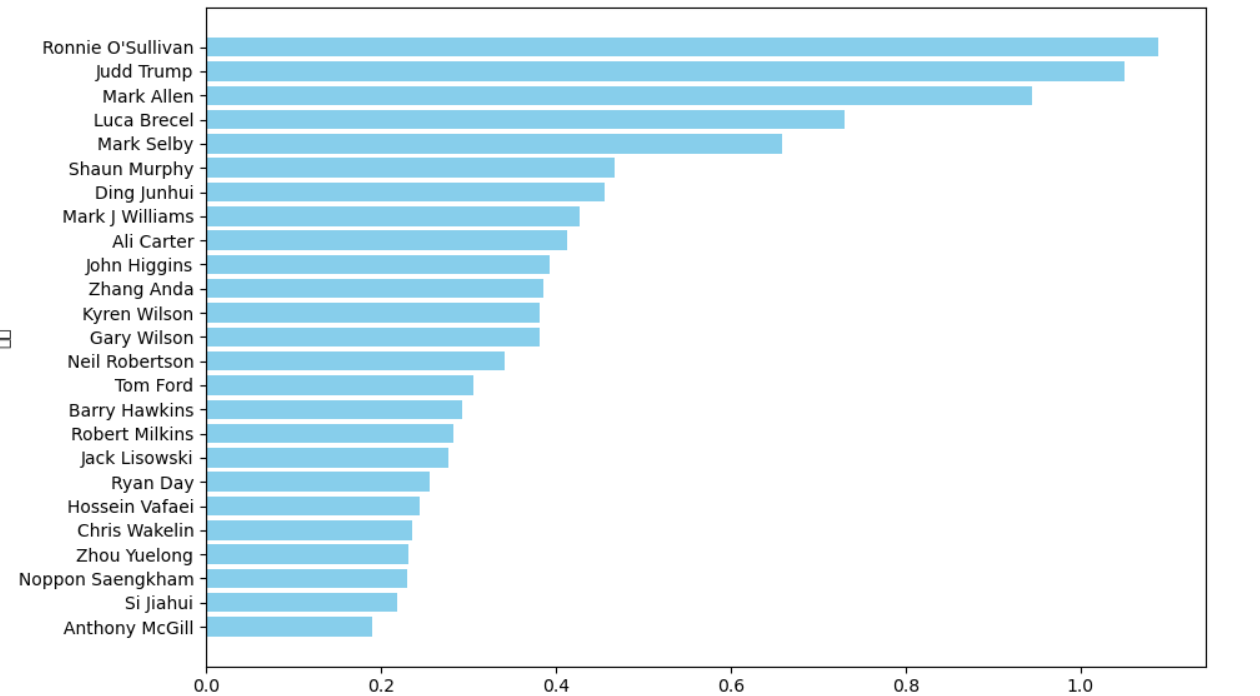 Ronnie O'Sullivan
Judd Trump
Mark Allen
Luca Brecel
Mark Selby
Shaun Murphy
Ding Junhui
Mark J Williams
Ali Carter
John Higgins
Zhang Anda
Kyren Wilson
Gary Wilson
Neil Robertson
Tom Ford
Barry Hawkins
Robert Milkins
Jack Lisowski
Ryan Day
Hossein Vafaei
Chris Wakelin
Zhou Yuelong
Noppon Saengkham
Si Jiahui
Anthony McGill
0.0 0.2 0.4 0.6 0.8 1.0